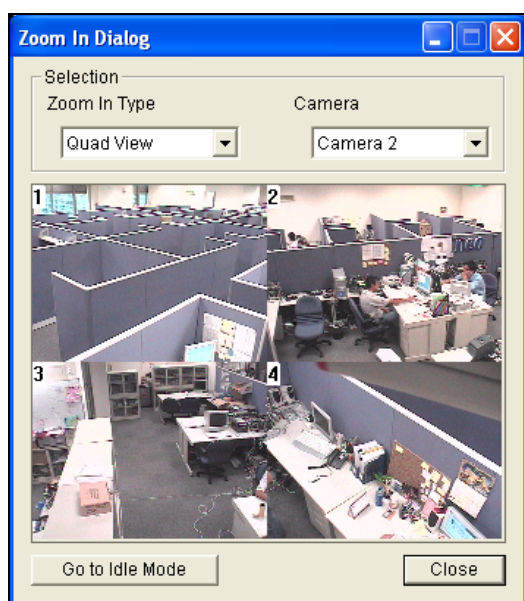 Zoom In Dialog
Selection
Zoom In Type
Camera
Quad View
Camera 2
1
2
3
4
Go to Idle Mode
Close